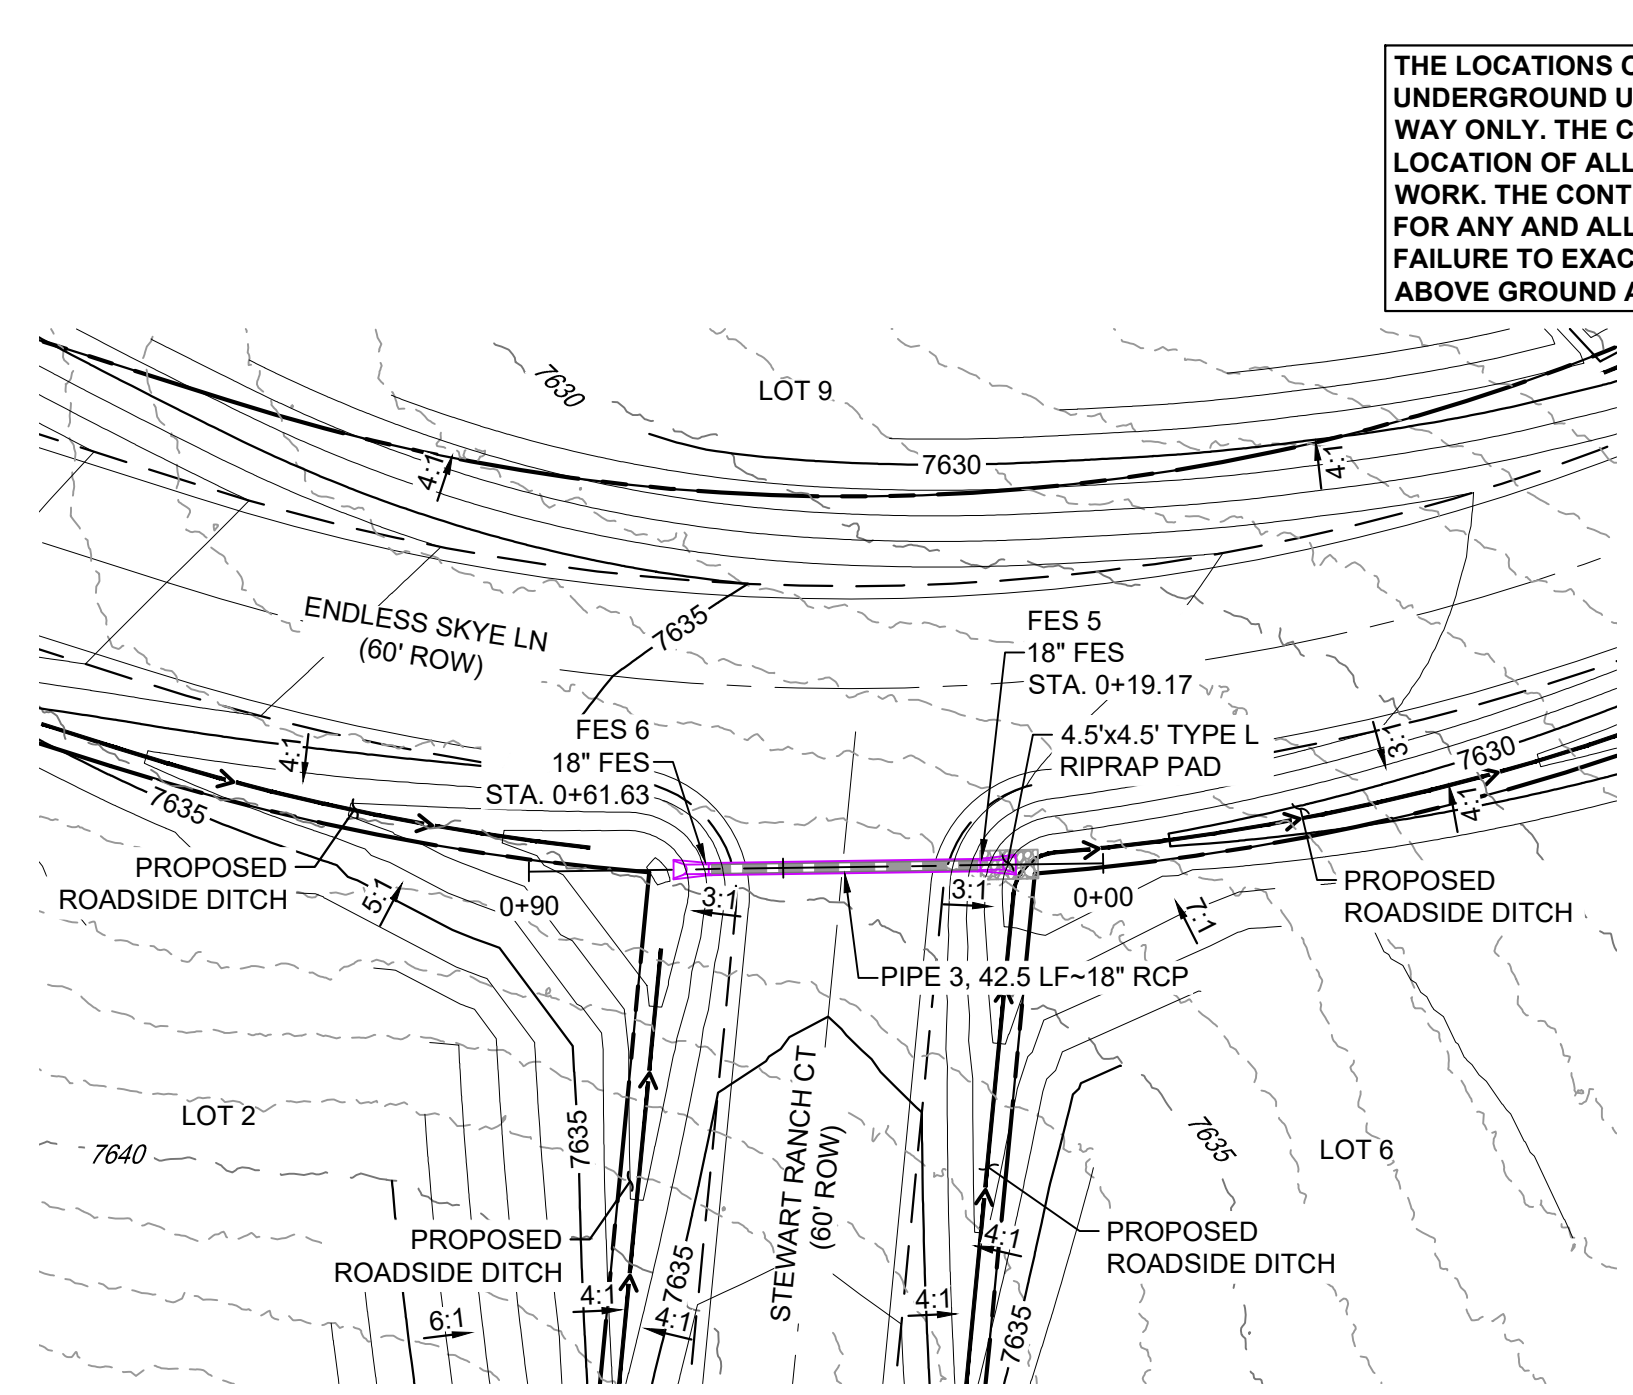 THE LOCATIONS
UNDERGROUND
WAY ONLY. THE
LOCATION OF ALL
WORK. THE
FOR ANY AND ALL
FAILURE TO
ABOVE GROUND
7630
LOT 9
7630
4:1
4:1
ENDLESS SKYE LN
(60' ROW)
7635
FES 5
18" FES
STA. 0+19.17
FES 6
18" FES
STA. 0+61.63
4.5'x4.5' TYPE L
RIPRAP PAD
4:1
3:1
7630
7635
4:1
PROPOSED
ROADSIDE DITCH
5:1
0+90
3:1
3:1
0+00
7:1
PROPOSED
ROADSIDE DITCH
PIPE 3, 42.5 LF~18" RCP
LOT 2
7640
7635
STEWART RANCH CT
(60' ROW)
7635
LOT 6
PROPOSED
ROADSIDE DITCH
PROPOSED
ROADSIDE DITCH
4:1
7635
4:1
6:1
4:1
4:1
7635